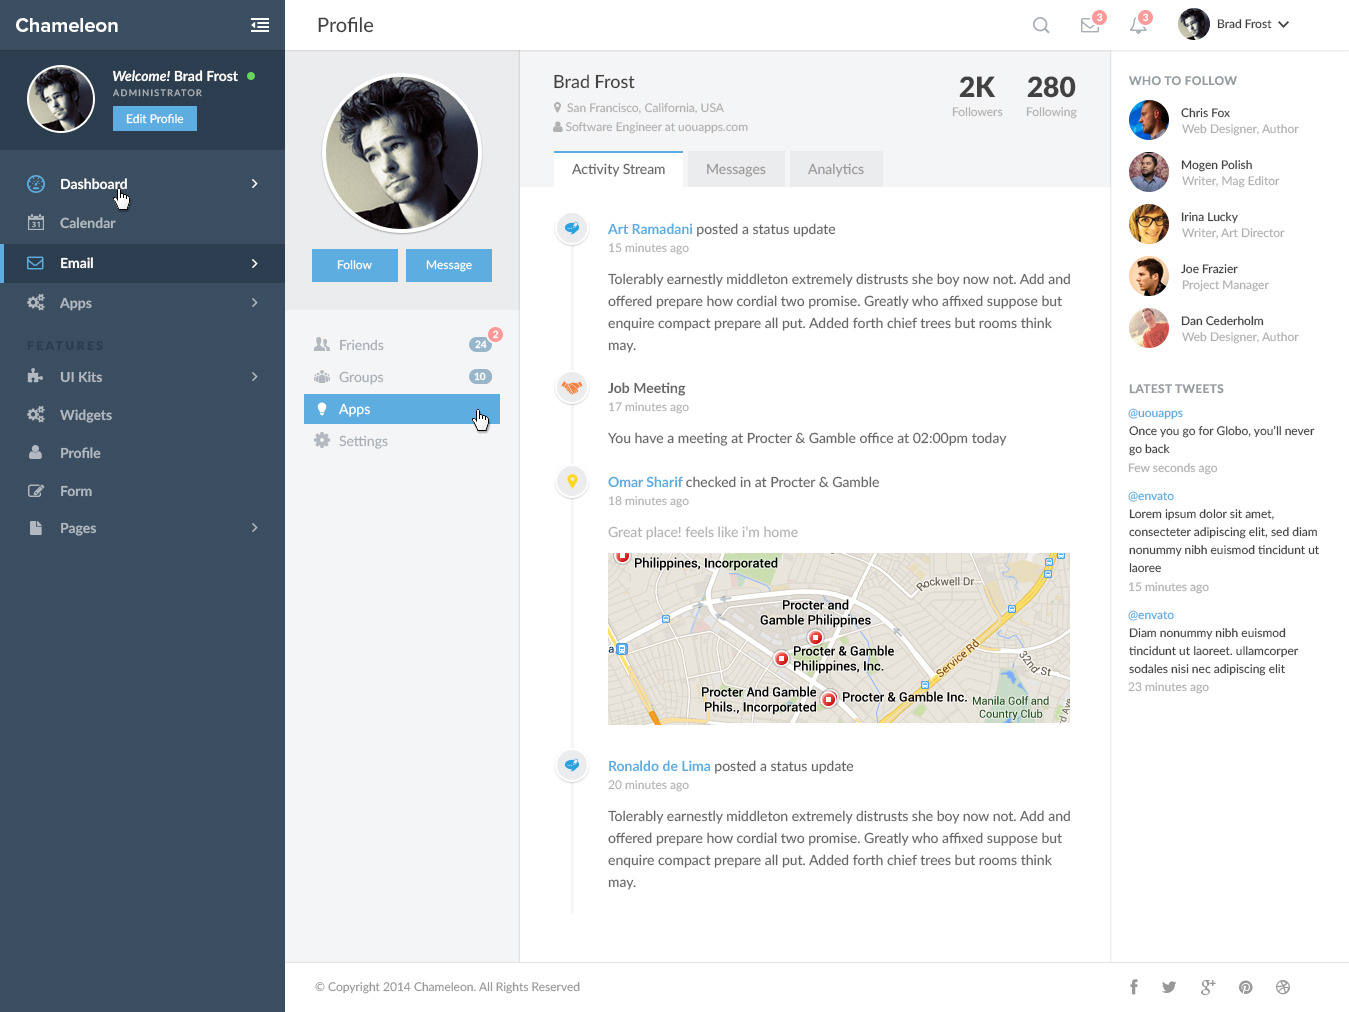 Chameleon
Profile
3
3
Brad Frost
Welcome! Brad Frost
ADMINISTRATOR
Edit Profile
Dashboard
Calendar
31
Email
Apps
FEATURES
UI Kits
Widgets
Profile
Form
Pages
Follow
Message
Friends
24
2
Groups
10
Apps
Settings
Brad Frost
San Francisco, California, USA
Software Engineer at uouapps.com
2K
Followers
280
Following
Activity Stream
Messages
Analytics
Art Ramadani posted a status update
15 minutes ago
Tolerably earnestly middleton extremely distrusts she boy now not. Add and
offered prepare how cordial two promise. Greatly who affixed suppose but
enquire compact prepare all put. Added forth chief trees but rooms think
may.
Job Meeting
17 minutes ago
You have a meeting at Procter & Gamble office at 02:00pm today
Omar Sharif checked in at Procter & Gamble
18 minutes ago
Great place! feels like i'm home
Philippines, Incorporated
Rockwell Dr
Procter and
Gamble Philippines
Procter & Gamble
Philippines, Inc.
Service Rd
32nd St
Procter And Gamble
Phils., Incorporated
Procter & Gamble Inc.
Manila Golf and
Country Club
Ronaldo de Lima posted a status update
20 minutes ago
Tolerably earnestly middleton extremely distrusts she boy now not. Add and
offered prepare how cordial two promise. Greatly who affixed suppose but
enquire compact prepare all put. Added forth chief trees but rooms think
may.
WHO TO FOLLOW
Chris Fox
Web Designer, Author
Mogen Polish
Writer, Mag Editor
Irina Lucky
Writer, Art Director
Joe Frazier
Project Manager
Dan Cederholm
Web Designer, Author
LATEST TWEETS
@uouapps
Once you go for Globo, you'll never
go back
Few seconds ago
@envato
Lorem ipsum dolor sit amet,
consecteter adipiscing elit, sed diam
nonummy nibh euismod tincidunt ut
laoree
15 minutes ago
@envato
Diam nonummy nibh euismod
tincidunt ut laoreet. ullamcorper
sodales nisi nec adipiscing elit
23 minutes ago
© Copyright 2014 Chameleon. All Rights Reserved